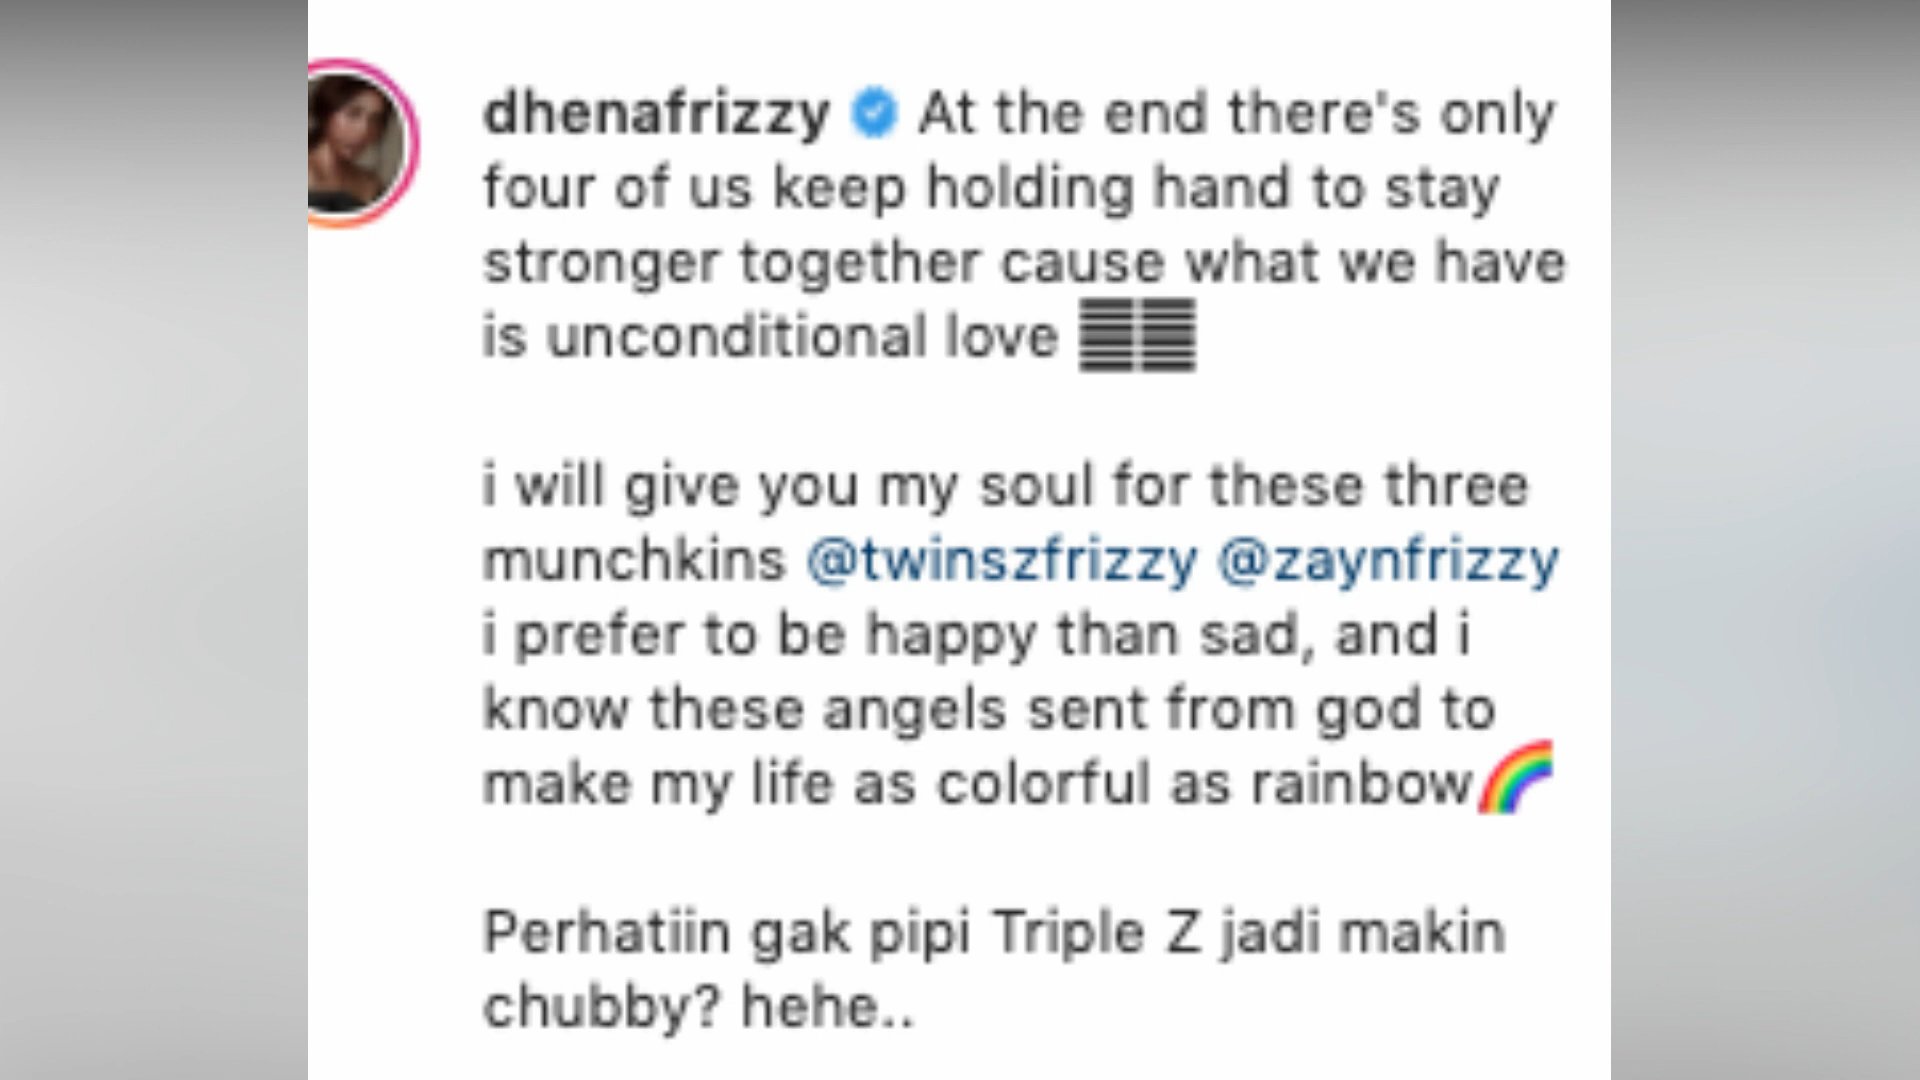 dhenafrizzy At the end there's only
four of us keep holding hand to stay
stronger together cause what we have
is unconditional love
i will give you my soul for these three
munchkins @twinszfrizzy @zaynfrizzy
i prefer to be happy than sad, and i
know these angels sent from god to
make my life as colorful as rainbow🌈
Perhatiin gak pipi Triple Z jadi makin
chubby? hehe..